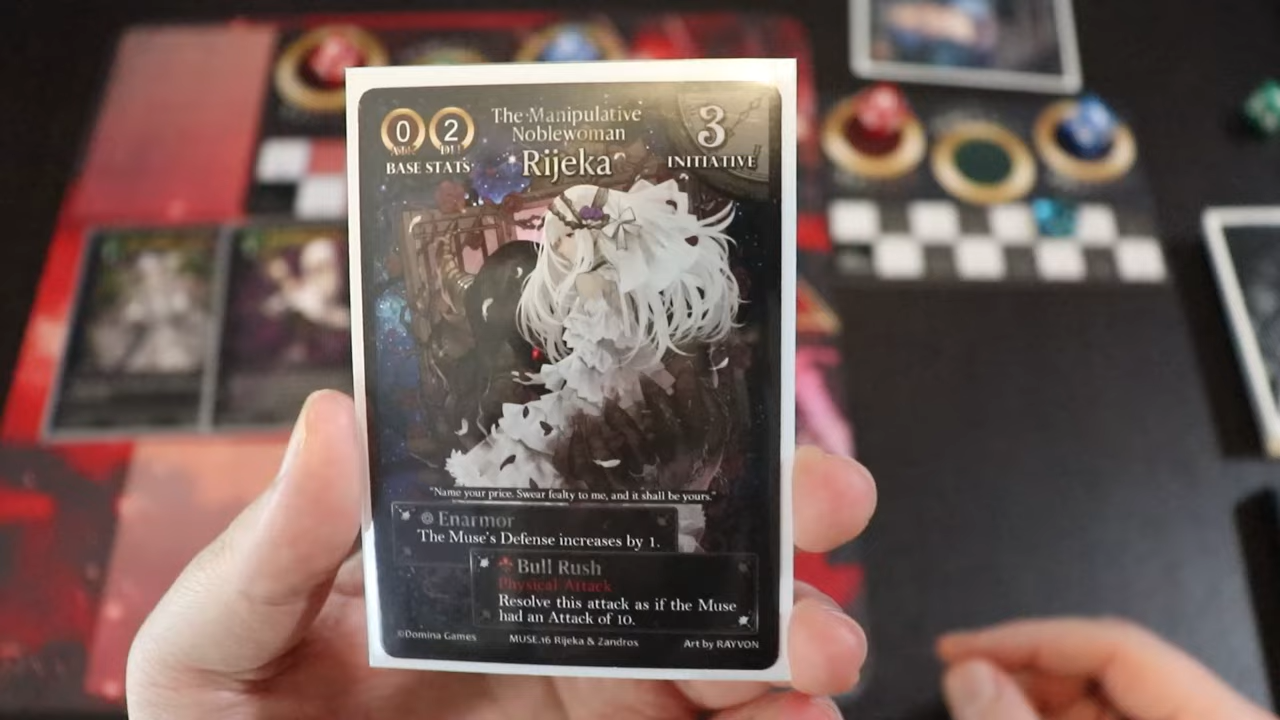 0 2
BASE STATS
The Manipulative
Noblewoman
Rijeka
3
INITIATIVE
"Name your price. Swear fealty to me, and it shall be yours."
Enarmor
The Muse's Defense increases by 1.
Bull Rush
Physical Attack
Resolve this attack as if the Muse
had an Attack of 10.
©Domina Games
MUSE.16 Rijeka & Zandros
Art by RAYVON